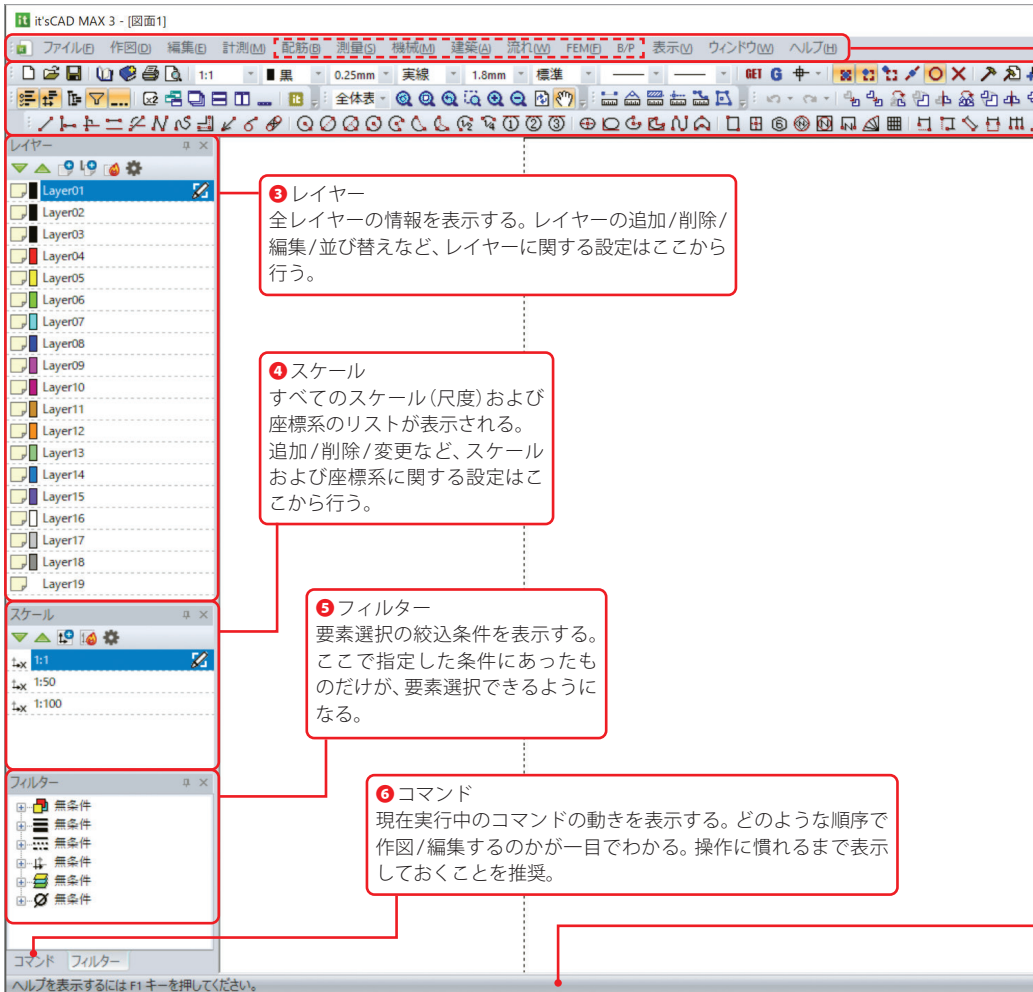 it'sCAD MAX 3 - [図面1]
ファイル(F) 作図(D) 編集(E) 計測(M) 配筋(B) 測量(S) 機械(M) 建築(A) 流れ(W) FEM(F) B/P 表示(V) ウィンドウ(W) ヘルプ(H)
1:1 黒 0.25mm 実線 1.8mm 標準 GET G
全体表
レイヤー
Layer01
Layer02
Layer03
Layer04
Layer05
Layer06
Layer07
Layer08
Layer09
Layer10
Layer11
Layer12
Layer13
Layer14
Layer15
Layer16
Layer17
Layer18
Layer19
❸レイヤー
全レイヤーの情報を表示する。レイヤーの追加/削除/
編集/並び替えなど、レイヤーに関する設定はここから
行う。
スケール
1:1
1:50
1:100
❹スケール
すべてのスケール(尺度)および
座標系のリストが表示される。
追加/削除/変更など、スケール
および座標系に関する設定はこ
こから行う。
フィルター
無条件
無条件
無条件
無条件
無条件
無条件
❺フィルター
要素選択の絞込条件を表示する。
ここで指定した条件にあったも
のだけが、要素選択できるように
なる。
❻コマンド
現在実行中のコマンドの動きを表示する。どのような順序で
作図/編集するのかが一目でわかる。操作に慣れるまで表示
しておくことを推奨。
コマンド フィルター
ヘルプを表示するには F1 キーを押してください。